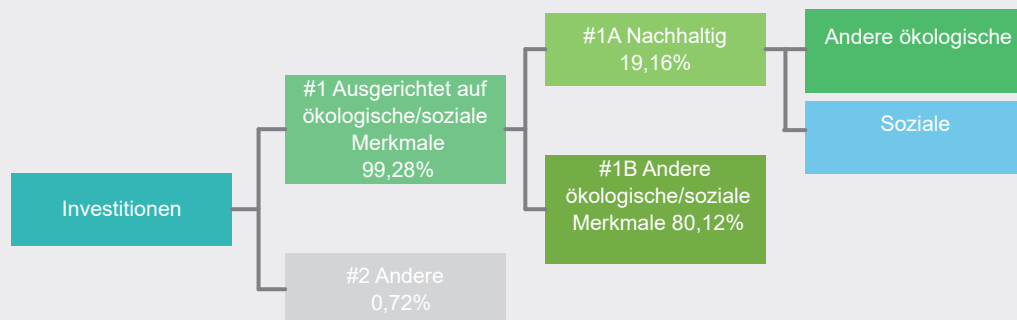 Investitionen
#1 Ausgerichtet auf
ökologische/soziale
Merkmale
99,28%
#2 Andere
0,72%
#1A Nachhaltig
19,16%
#1B Andere
ökologische/soziale
Merkmale 80,12%
Andere ökologische
Soziale